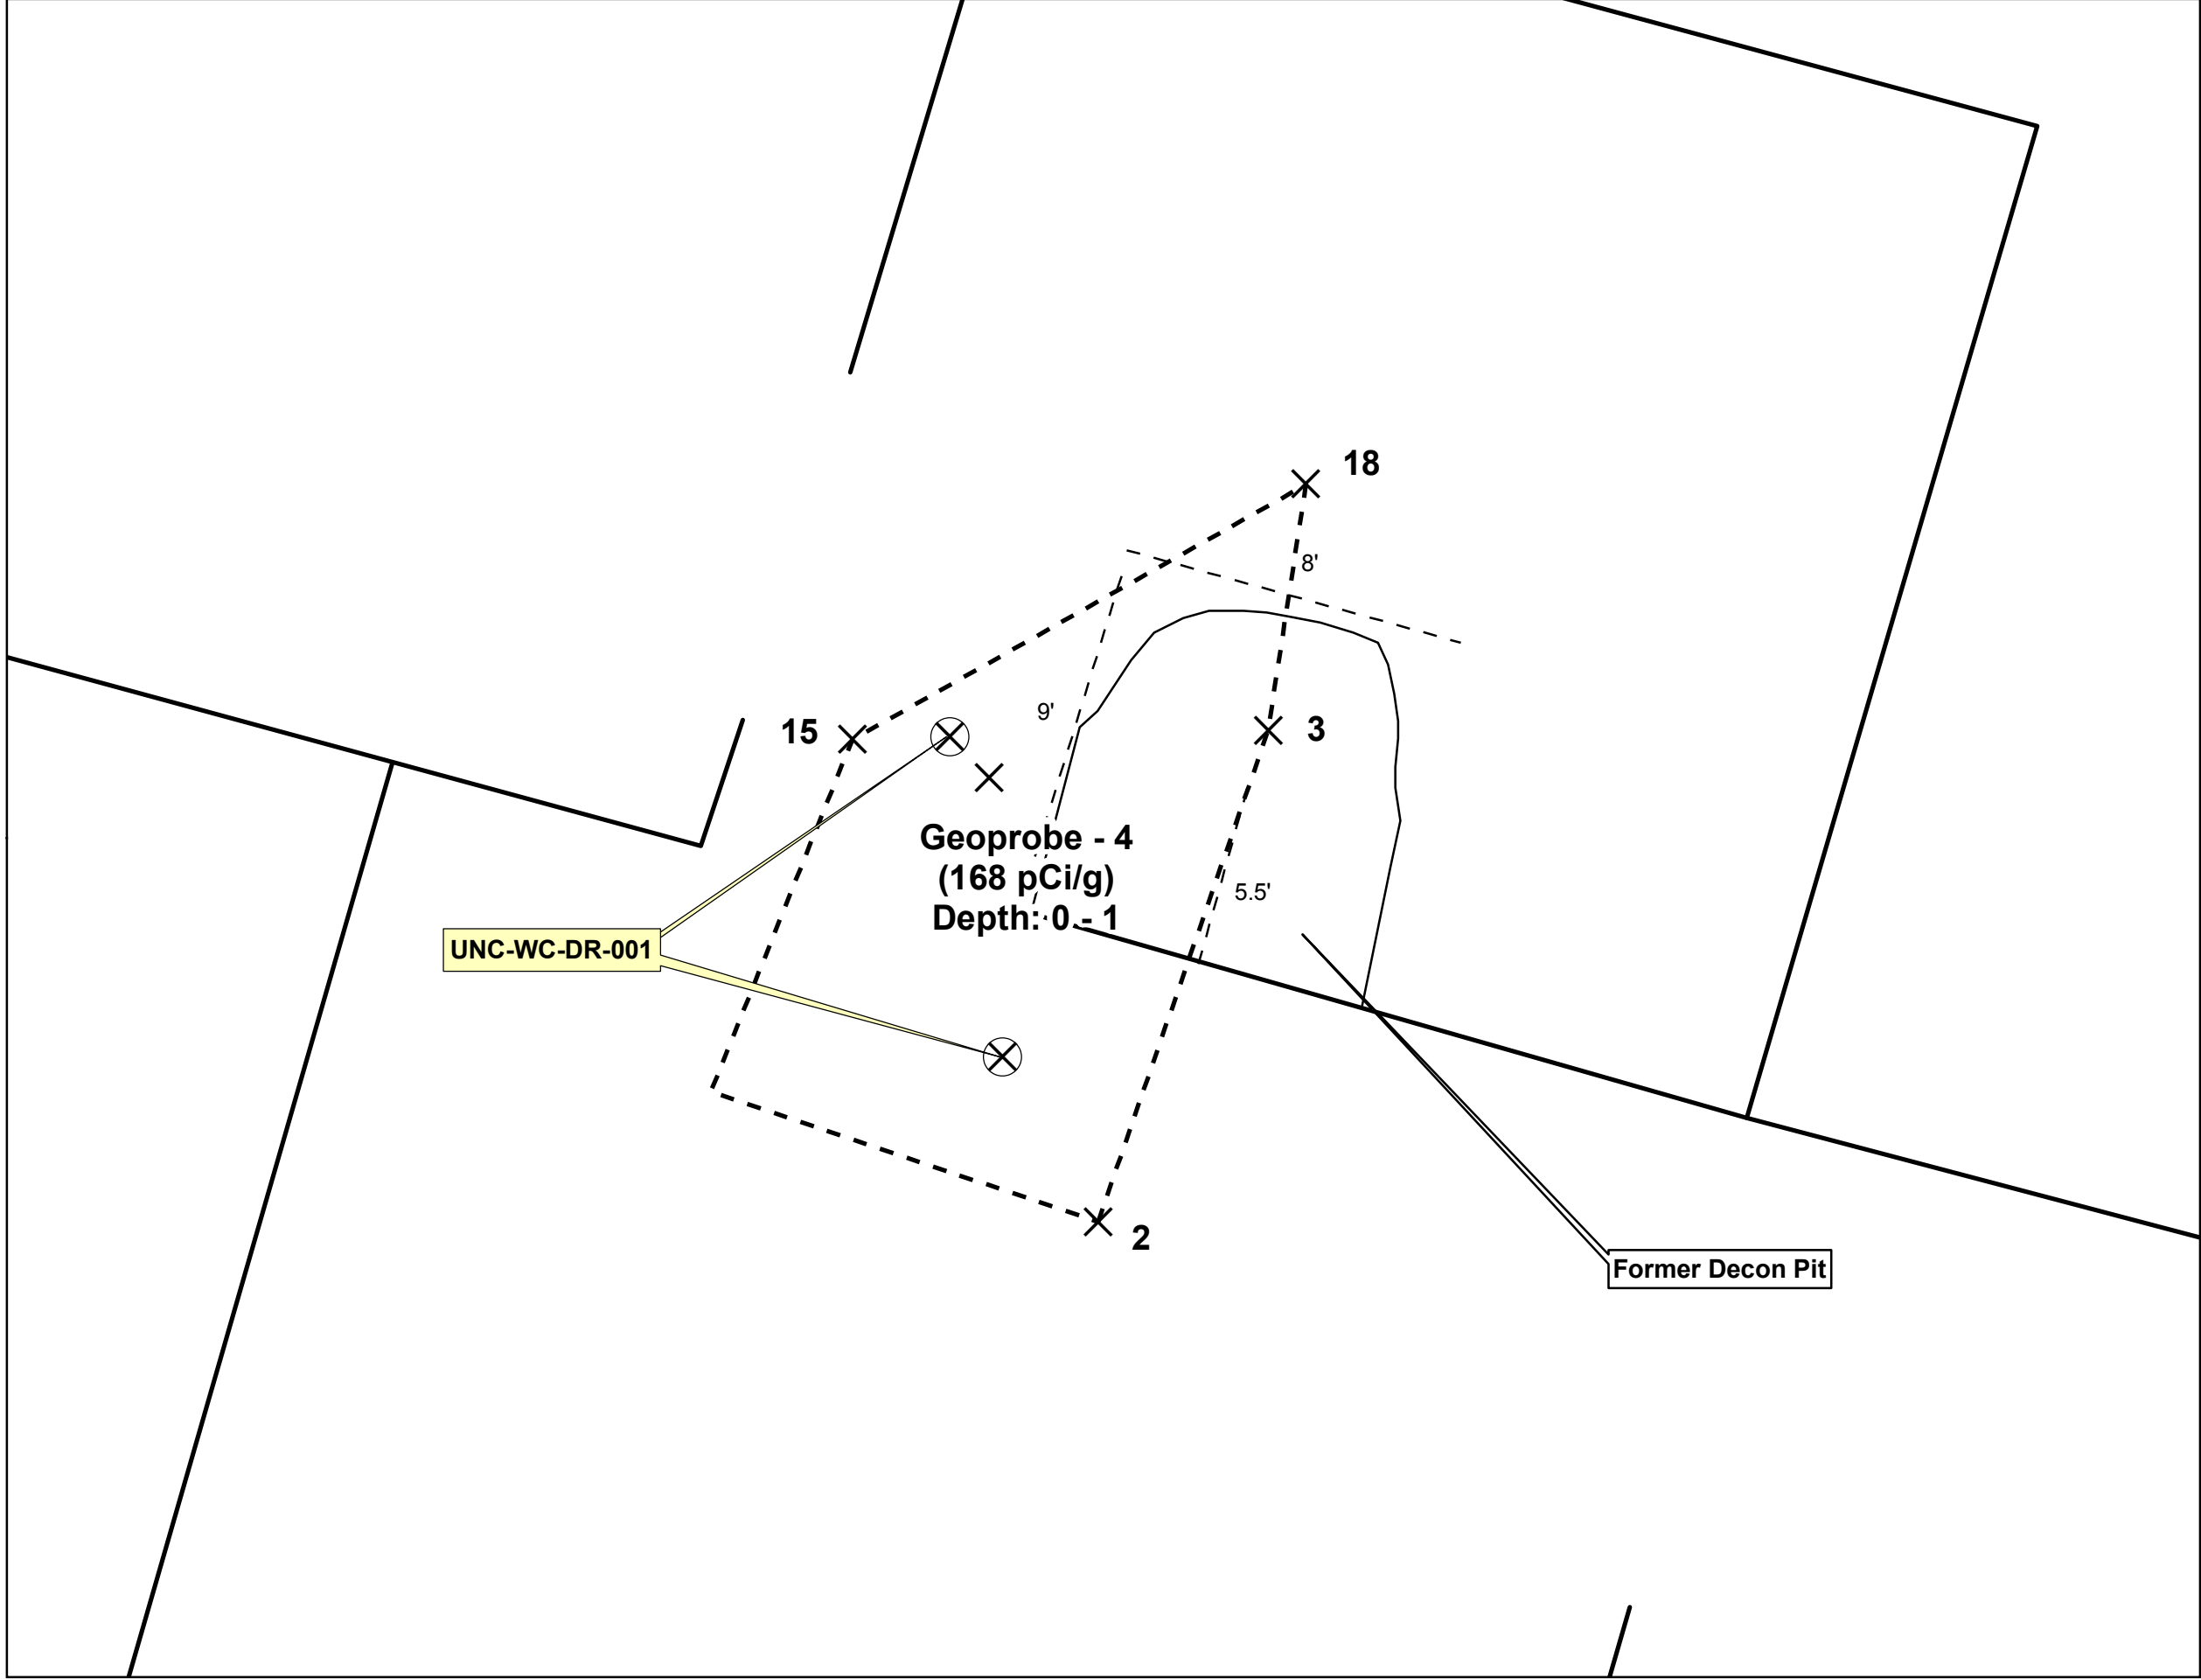 18
8'
9'
15
3
Geoprobe - 4
(168 pCi/g)
Depth: 0 - 1
5.5'
UNC-WC-DR-001
2
Former Decon Pit